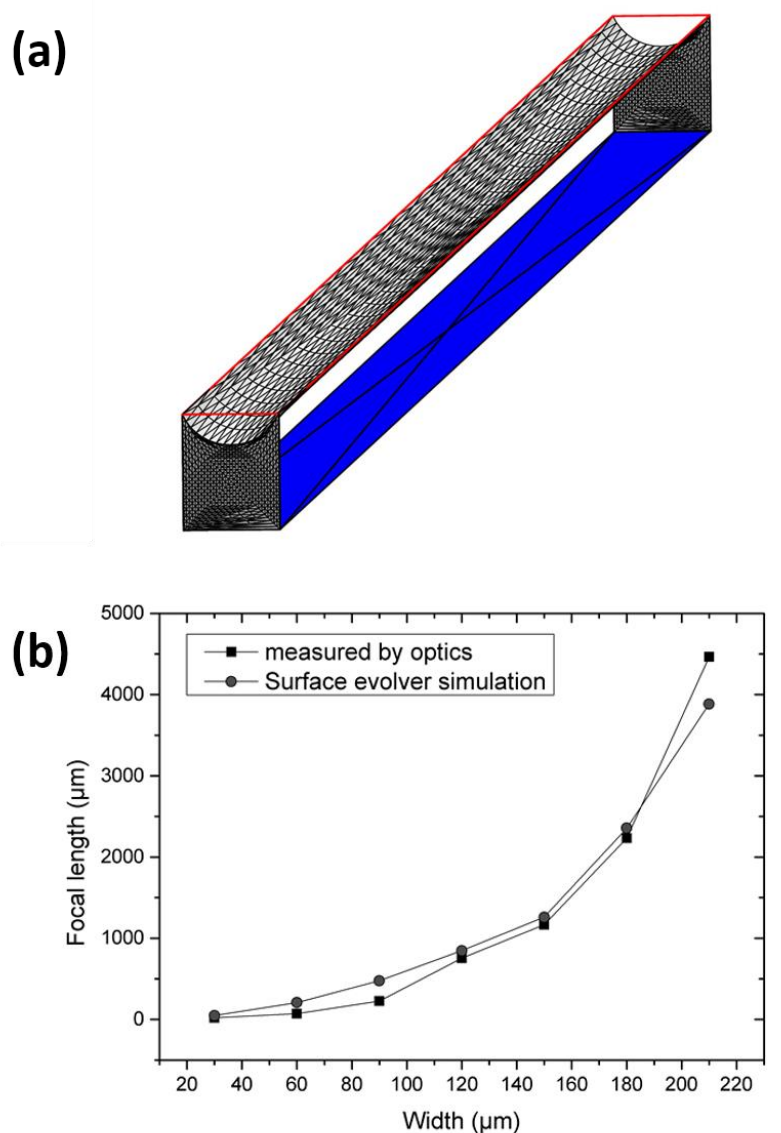 (a)
(b)
5000
4000
3000
2000
1000
0
Focal length (µm)
measured by optics
Surface evolver simulation
20 40 60 80 100 120 140 160 180 200 220
Width (µm)